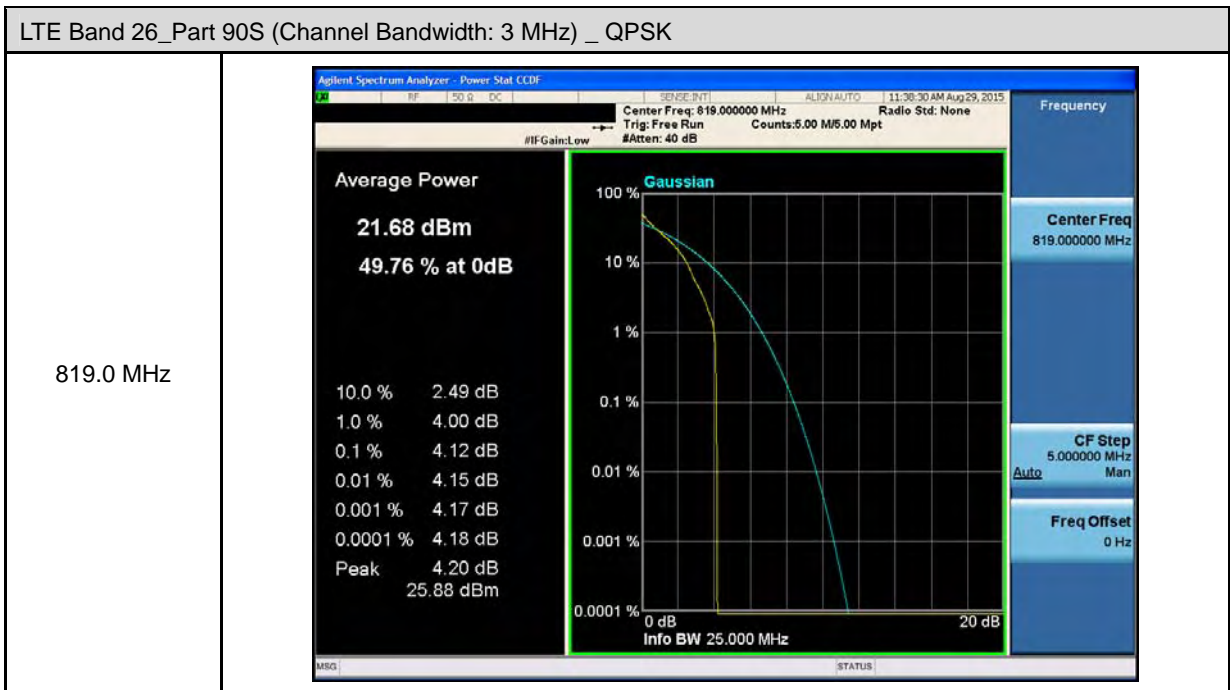 LTE Band 26_Part 90S (Channel Bandwidth: 3 MHz) _ QPSK
819.0 MHz
Agilent Spectrum Analyzer - Power Stat CCDF
RF 50 Ω DC SENSE:INT ALIGN AUTO 11:38:30 AM Aug 29, 2015
Center Freq: 819.000000 MHz Radio Std: None
Trig: Free Run Counts:5.00 M/5.00 Mpt
#IFGain:Low #Atten: 40 dB
Average Power
21.68 dBm
49.76 % at 0dB
10.0 % 2.49 dB
1.0 % 4.00 dB
0.1 % 4.12 dB
0.01 % 4.15 dB
0.001 % 4.17 dB
0.0001 % 4.18 dB
Peak 4.20 dB
25.88 dBm
Gaussian
100 %
10 %
1 %
0.1 %
0.01 %
0.001 %
0.0001 %
0 dB 20 dB
Info BW 25.000 MHz
Frequency
Center Freq
819.000000 MHz
CF Step
5.000000 MHz
Auto Man
Freq Offset
0 Hz
MSG STATUS